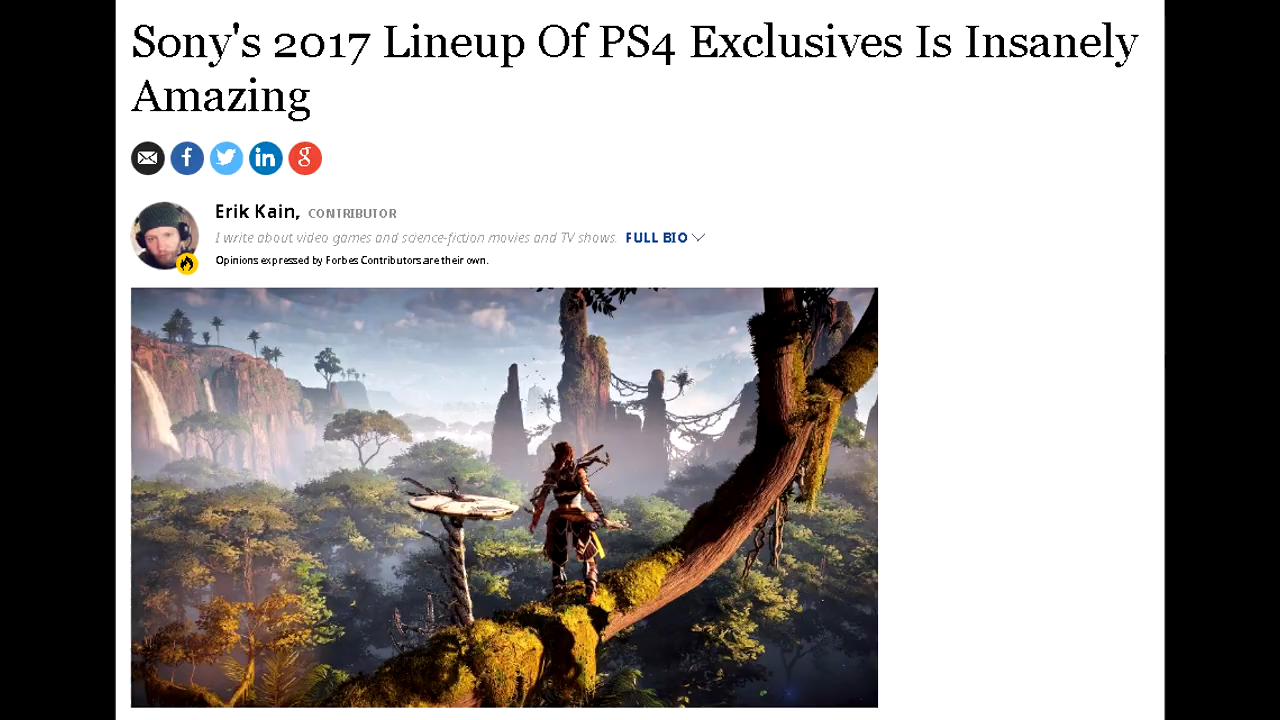 Sony's 2017 Lineup Of PS4 Exclusives Is Insanely
Amazing
f
in
g
Erik Kain, CONTRIBUTOR
I write about video games and science-fiction movies and TV shows. FULL BIO
Opinions expressed by Forbes Contributors are their own.